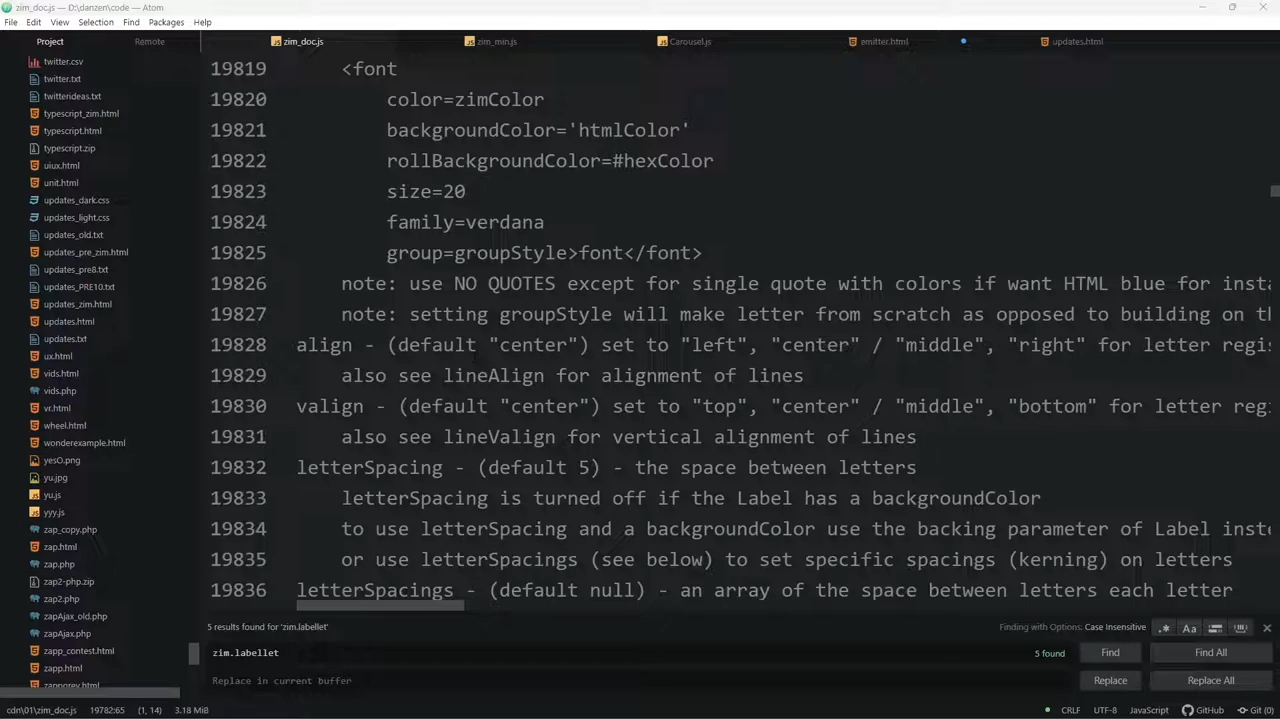 zim_doc.js — D:\danzen\code — Atom
File Edit View Selection Find Packages Help
Project Remote zim_doc.js zim_min.js Carousel.js emitter.html updates.html
twitter.csv
twitter.txt
twitterideas.txt
typescript_zim.html
typescript.html
typescript.zip
uiux.html
unit.html
updates_dark.css
updates_light.css
updates_old.txt
updates_pre_zim.html
updates_pre8.txt
updates_PRE10.txt
updates_zim.html
updates.html
updates.txt
ux.html
vids.html
vids.php
vr.html
wheel.html
wonderexample.html
yesO.png
yu.jpg
yu.js
yyy.js
zap_copy.php
zap.html
zap.php
zap2-php.zip
zap2.php
zapAjax_old.php
zapAjax.php
zapp_contest.html
zapp.html
zapporev.html
19819 <font
19820 color=zimColor
19821 backgroundColor='htmlColor'
19822 rollBackgroundColor=#hexColor
19823 size=20
19824 family=verdana
19825 group=groupStyle>font</font>
19826 note: use NO QUOTES except for single quote with colors if want HTML blue for insta
19827 note: setting groupStyle will make letter from scratch as opposed to building on th
19828 align - (default "center") set to "left", "center" / "middle", "right" for letter regis
19829 also see lineAlign for alignment of lines
19830 valign - (default "center") set to "top", "center" / "middle", "bottom" for letter reg
19831 also see lineValign for vertical alignment of lines
19832 letterSpacing - (default 5) - the space between letters
19833 letterSpacing is turned off if the Label has a backgroundColor
19834 to use letterSpacing and a backgroundColor use the backing parameter of Label inste
19835 or use letterSpacings (see below) to set specific spacings (kerning) on letters
19836 letterSpacings - (default null) - an array of the space between letters each letter
5 results found for 'zim.labellet' Finding with Options: Case Insensitive .* Aa
zim.labellet 5 found Find Find All
Replace in current buffer Replace Replace All
cdn\01\zim_doc.js 19782:65 (1, 14) 3.18 MiB CRLF UTF-8 JavaScript GitHub Git (0)